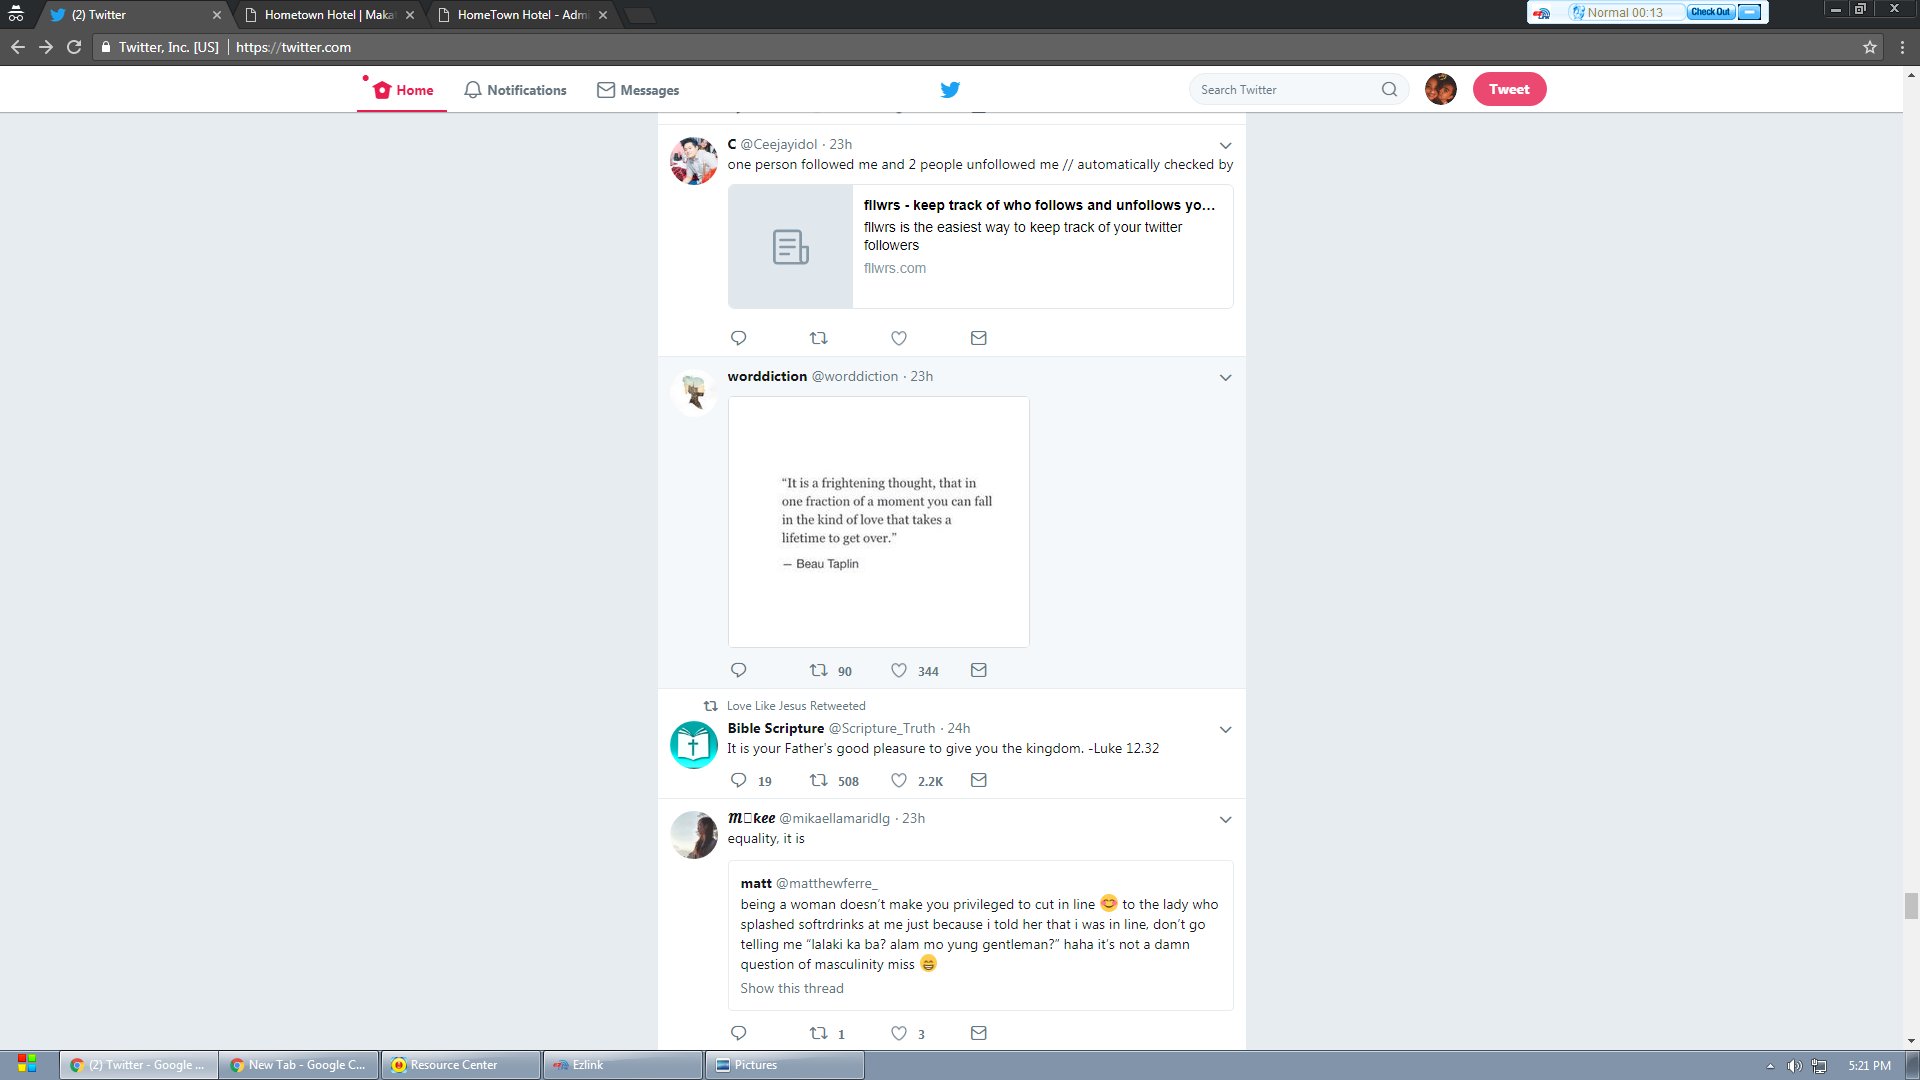 (2) Twitter
Hometown Hotel | Maka
HomeTown Hotel - Adm
Normal 00:13
Check Out
Twitter, Inc. [US] | https://twitter.com
Home
Notifications
Messages
Search Twitter
Tweet
C @Ceejayidol · 23h
one person followed me and 2 people unfollowed me // automatically checked by
fllwrs - keep track of who follows and unfollows yo...
fllwrs is the easiest way to keep track of your twitter
followers
fllwrs.com
worddiction @worddiction · 23h
“It is a frightening thought, that in
one fraction of a moment you can fall
in the kind of love that takes a
lifetime to get over.”
— Beau Taplin
90 344
Love Like Jesus Retweeted
Bible Scripture @Scripture_Truth · 24h
It is your Father's good pleasure to give you the kingdom. -Luke 12.32
19 508 2.2K
M□kee @mikaellamaridlg · 23h
equality, it is
matt @matthewferre_
being a woman doesn’t make you privileged to cut in line 😊 to the lady who
splashed softrdrinks at me just because i told her that i was in line, don’t go
telling me “lalaki ka ba? alam mo yung gentleman?” haha it’s not a damn
question of masculinity miss 😄
Show this thread
1 3
(2) Twitter - Google ...
New Tab - Google C...
Resource Center
Ezlink
Pictures
5:21 PM